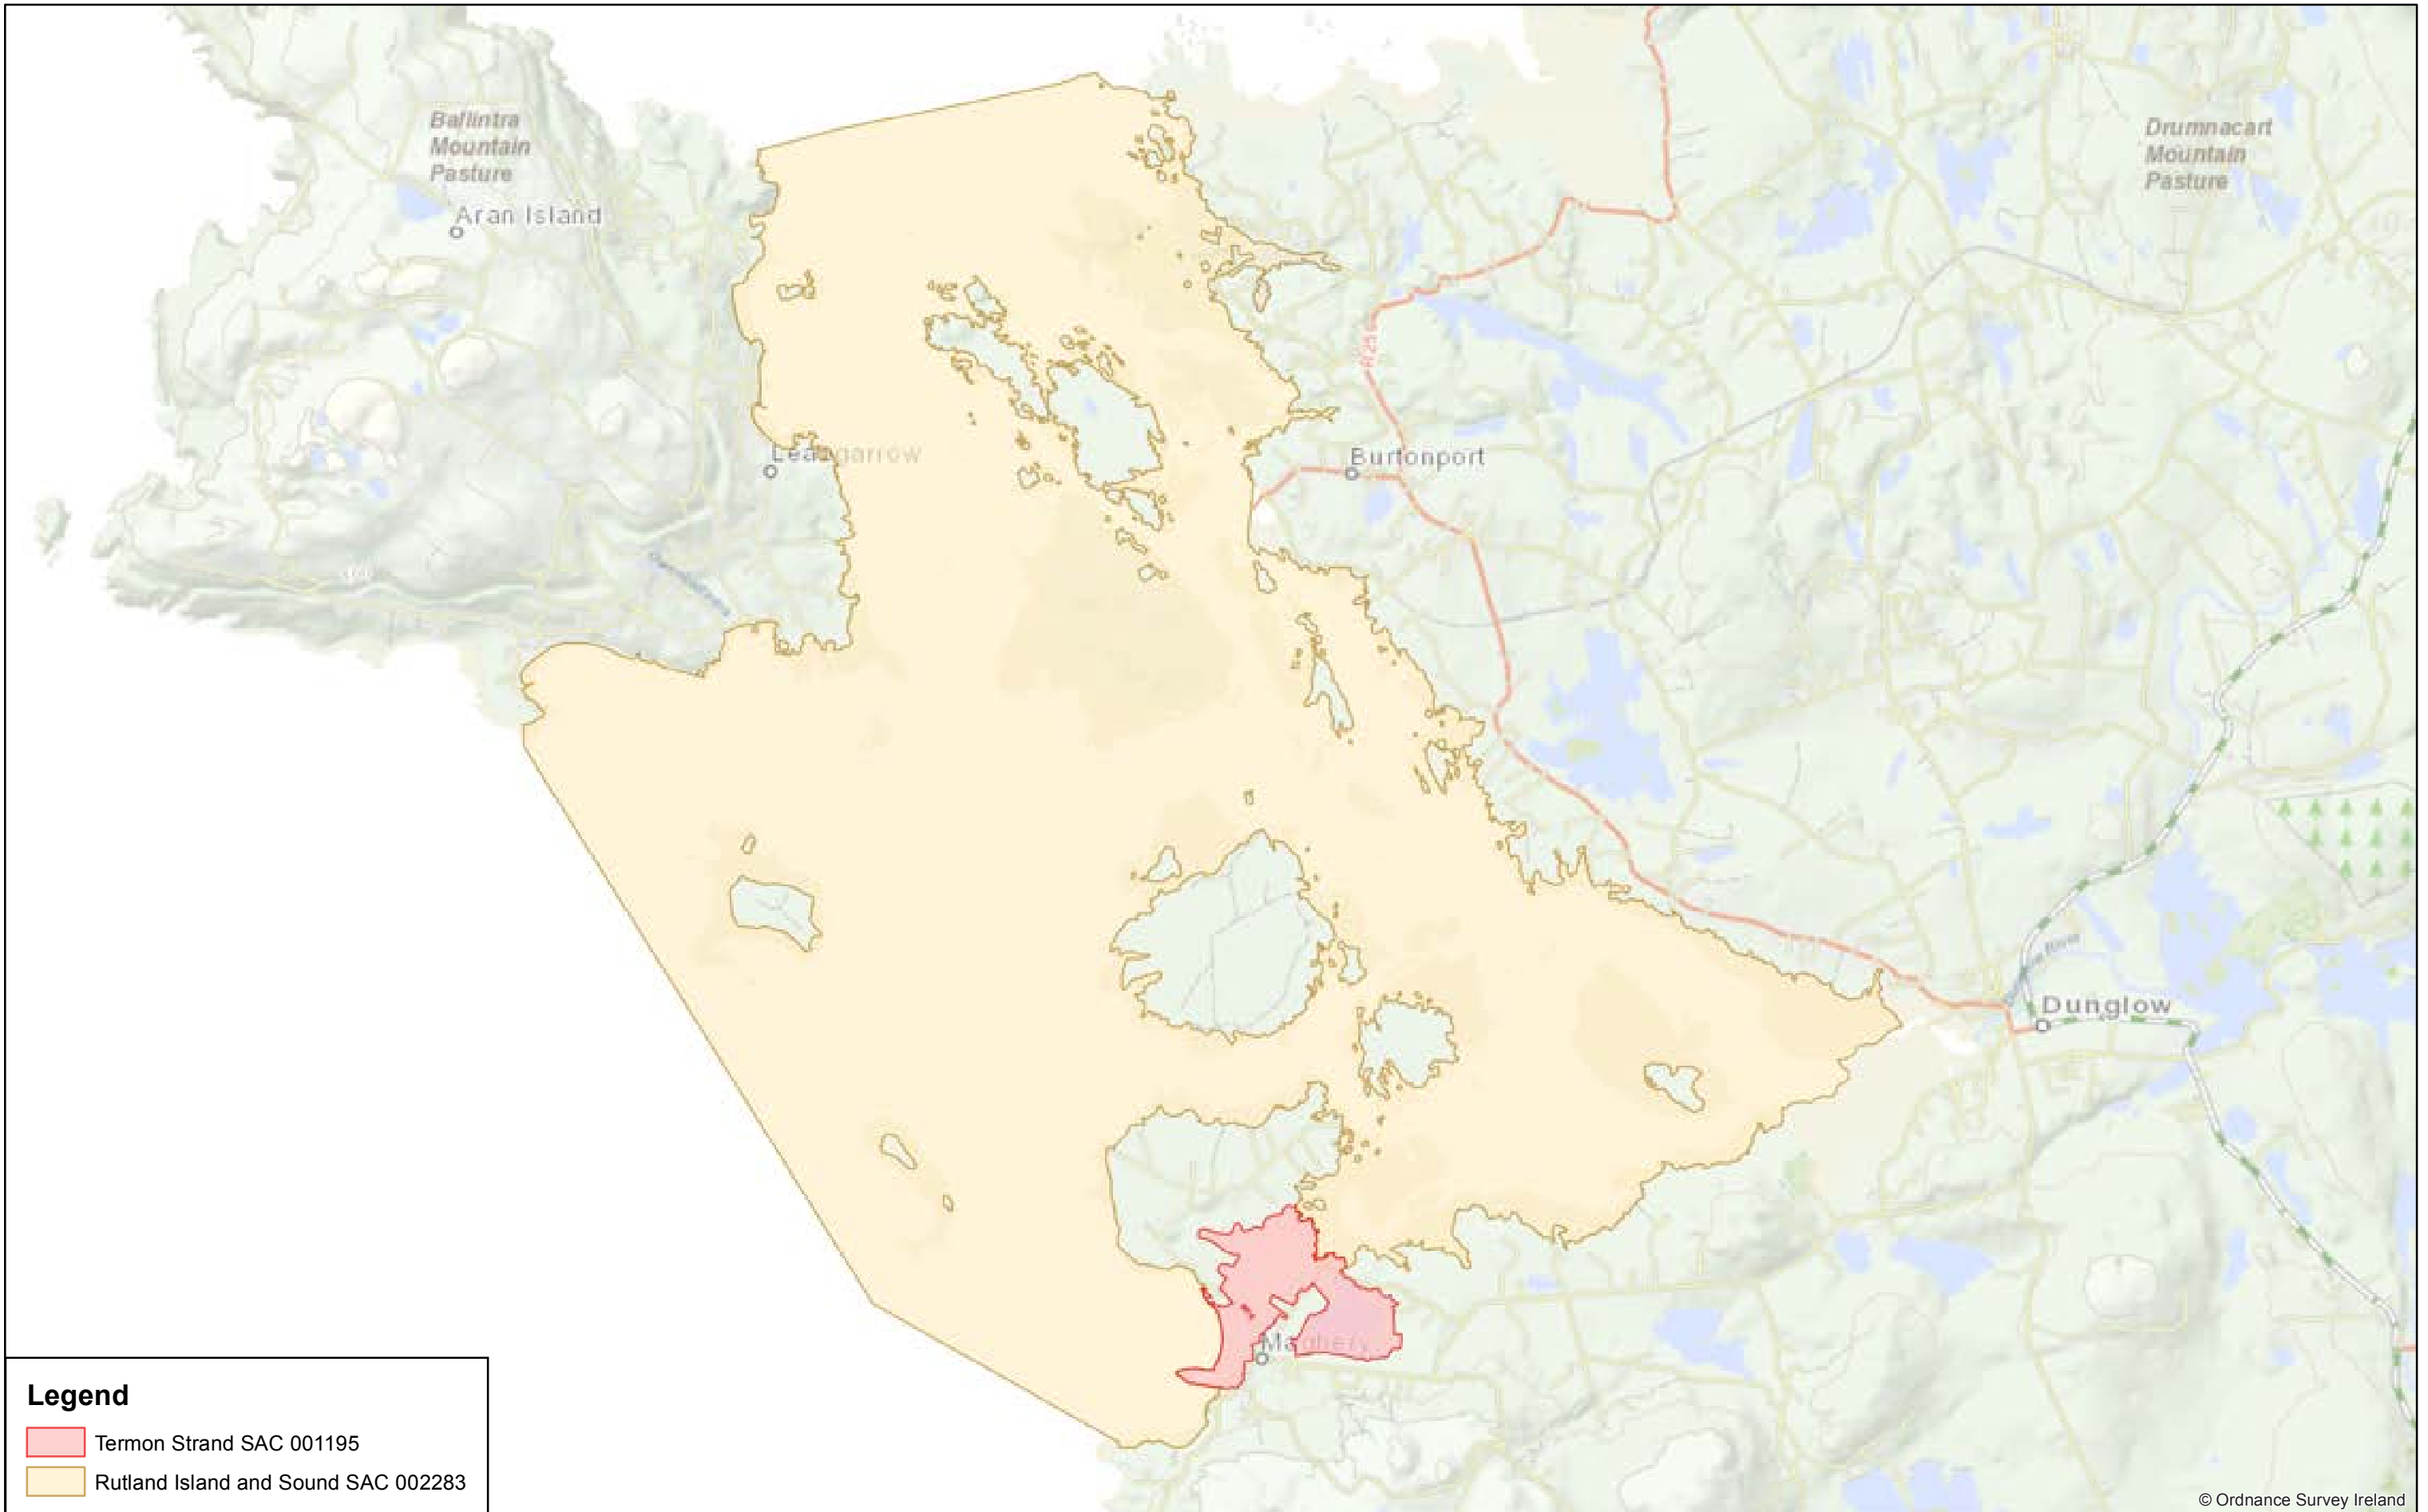 Ballintra
Mountain
Pasture
Aran Island
Drumnacart
Mountain
Pasture
Burtonport
Dunglow
Legend
Termon Strand SAC 001195
Rutland Island and Sound SAC 002283
© Ordnance Survey Ireland